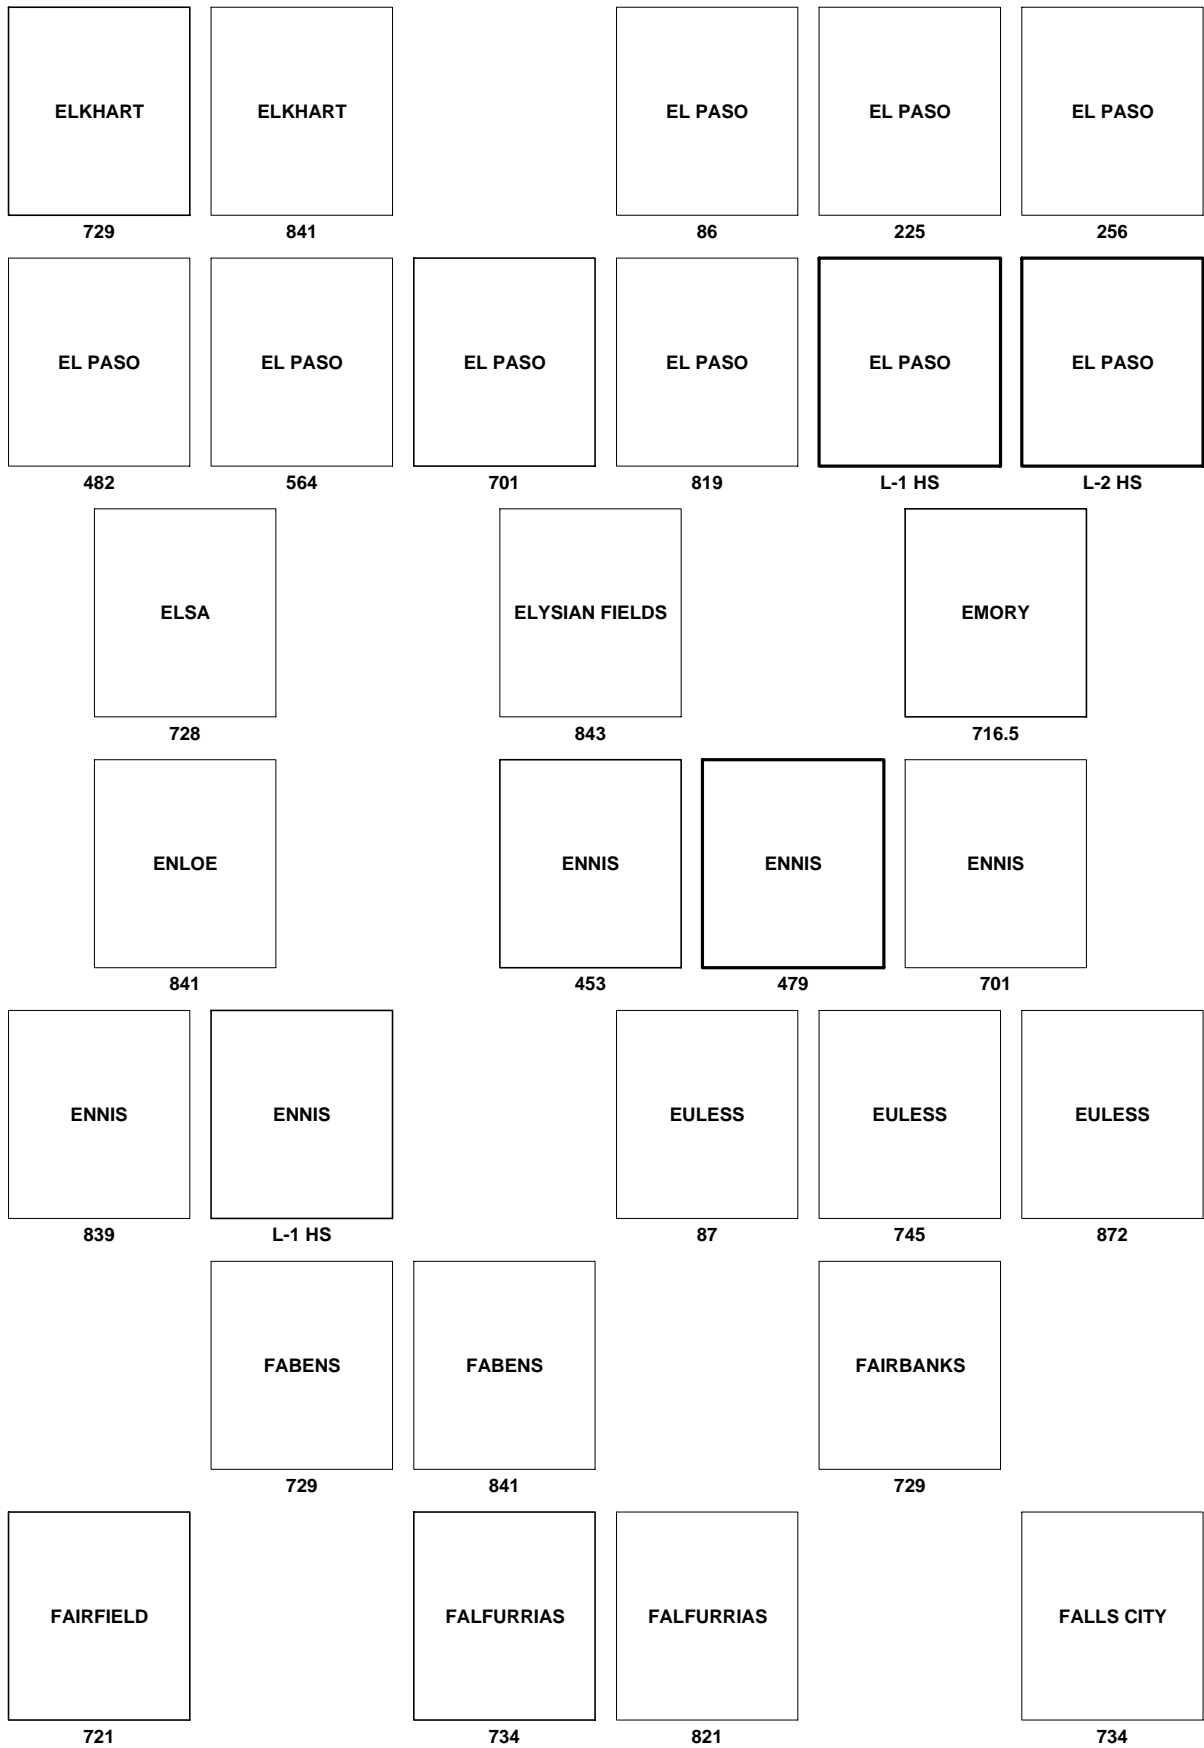 ELKHART ELKHART EL PASO EL PASO EL PASO
729 841 86 225 256
EL PASO EL PASO EL PASO EL PASO EL PASO EL PASO
482 564 701 819 L-1 HS L-2 HS
ELSA ELYSIAN FIELDS EMORY
728 843 716.5
ENLOE ENNIS ENNIS ENNIS
841 453 479 701
ENNIS ENNIS EULESS EULESS EULESS
839 L-1 HS 87 745 872
FABENS FABENS FAIRBANKS
729 841 729
FAIRFIELD FALFURRIAS FALFURRIAS FALLS CITY
721 734 821 734